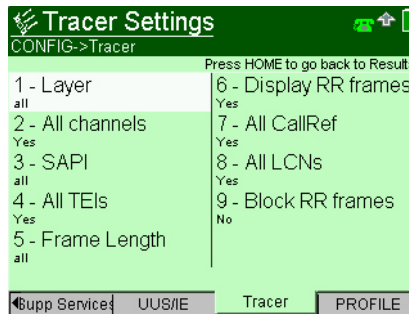 Tracer Settings
CONFIG->Tracer
Press HOME to go back to Result
1 - Layer
all
2 - All channels
Yes
3 - SAPI
all
4 - All TEIs
Yes
5 - Frame Length
all
6 - Display RR frames
Yes
7 - All CallRef
Yes
8 - All LCNs
Yes
9 - Block RR frames
No
Supp Services
UUS/IE
Tracer
PROFILE